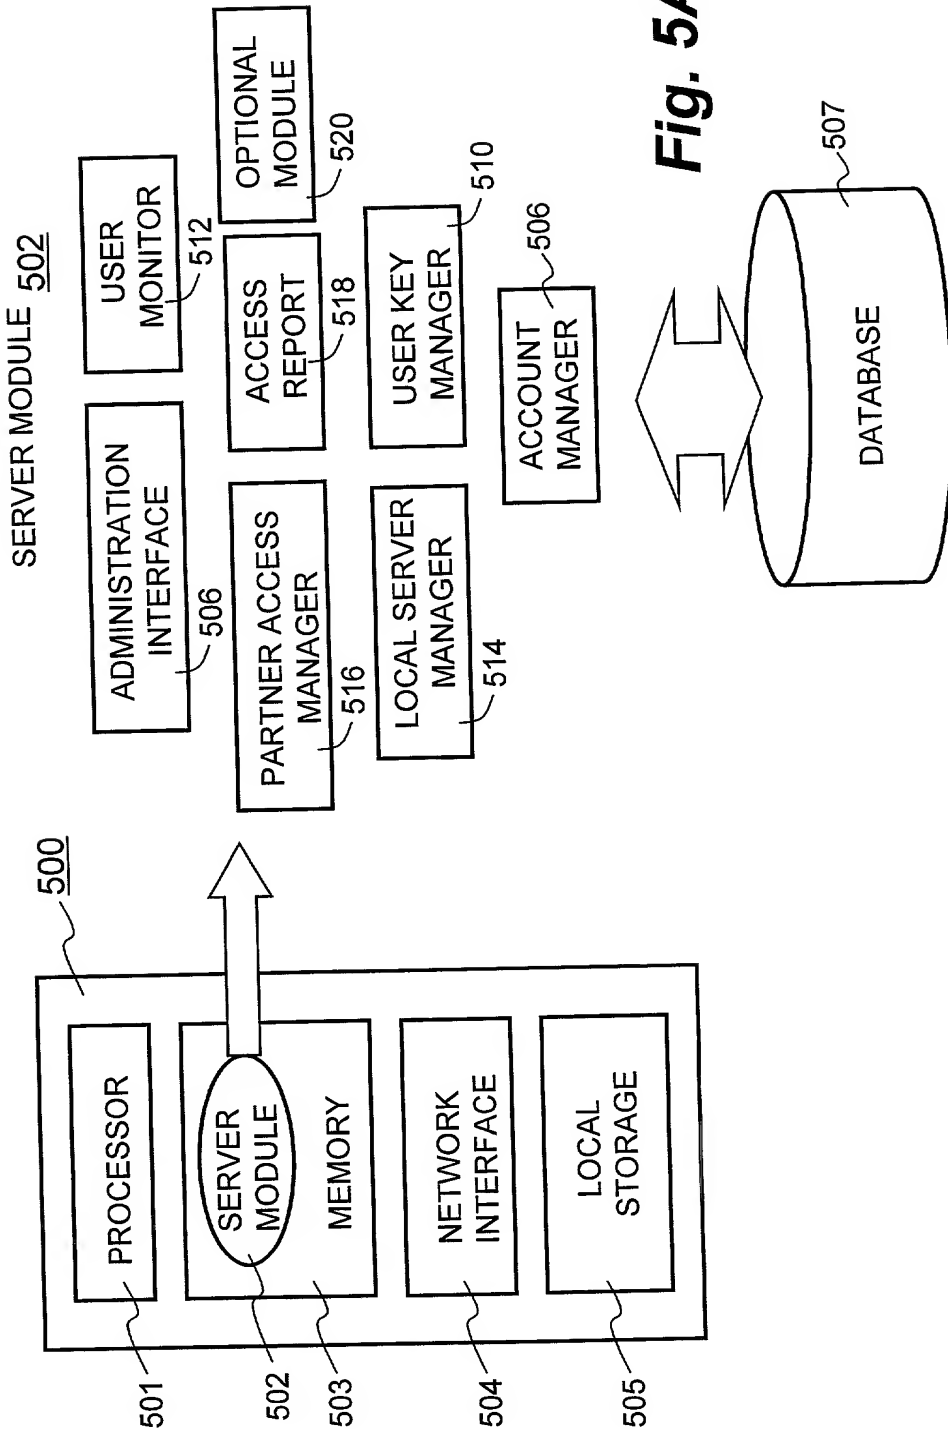 SERVER MODULE 502
500
PROCESSOR
501
SERVER
MODULE
MEMORY
502
503
NETWORK
INTERFACE
504
LOCAL
STORAGE
505
ADMINISTRATION
INTERFACE
506
USER
MONITOR
512
PARTNER ACCESS
MANAGER
516
ACCESS
REPORT
518
OPTIONAL
MODULE
520
LOCAL SERVER
MANAGER
514
USER KEY
MANAGER
510
ACCOUNT
MANAGER
506
DATABASE
507
Fig. 5A